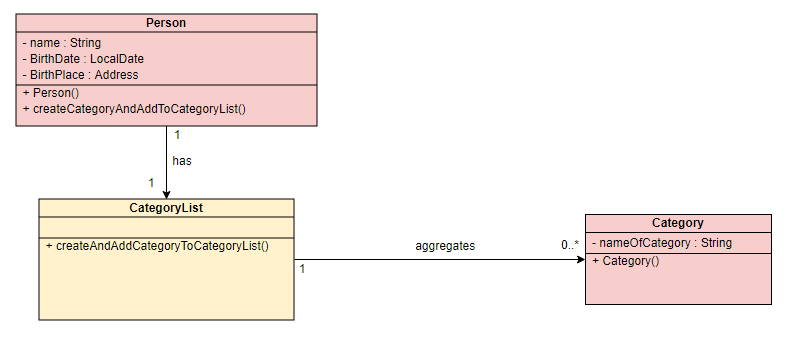 Person
- name : String
- BirthDate : LocalDate
- BirthPlace : Address
+ Person()
+ createCategoryAndAddToCategoryList()
1
has
1
CategoryList
+ createAndAddCategoryToCategoryList()
1
aggregates
0..*
Category
- nameOfCategory : String
+ Category()